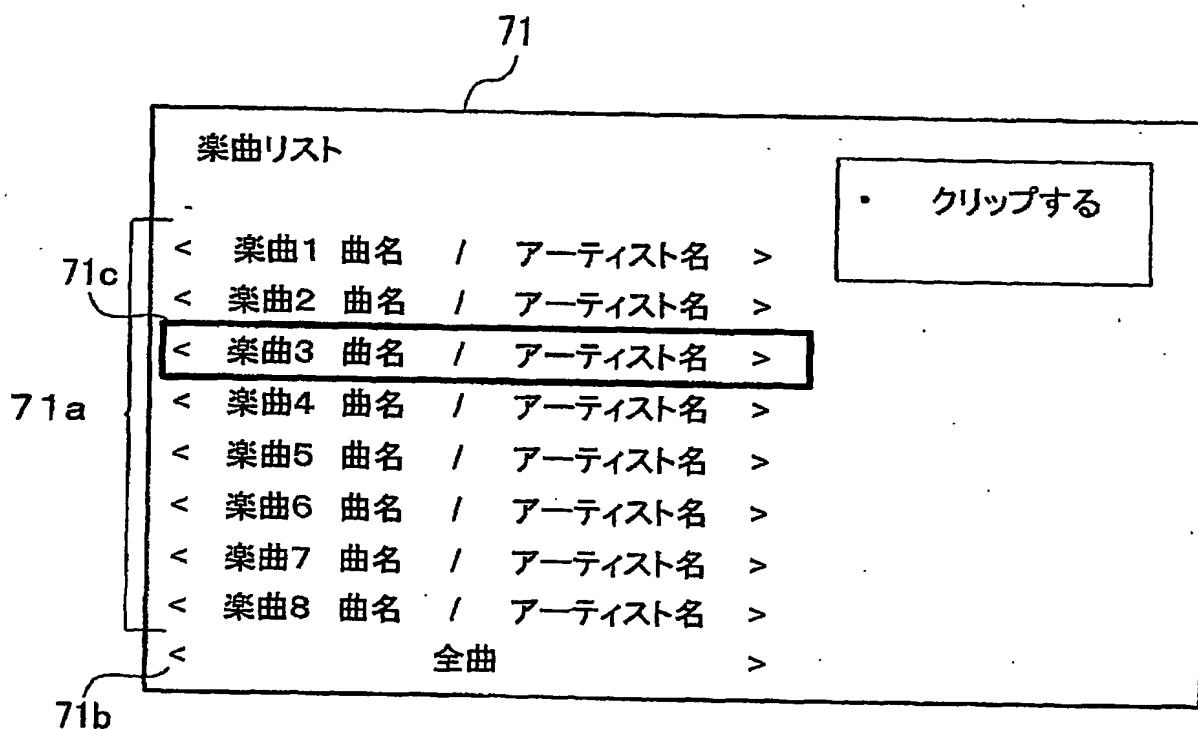 71
楽曲リスト
・ クリップする
< 楽曲1 曲名 / アーティスト名 >
71c
< 楽曲2 曲名 / アーティスト名 >
< 楽曲3 曲名 / アーティスト名 >
71a
< 楽曲4 曲名 / アーティスト名 >
< 楽曲5 曲名 / アーティスト名 >
< 楽曲6 曲名 / アーティスト名 >
< 楽曲7 曲名 / アーティスト名 >
< 楽曲8 曲名 / アーティスト名 >
< 全曲 >
71b